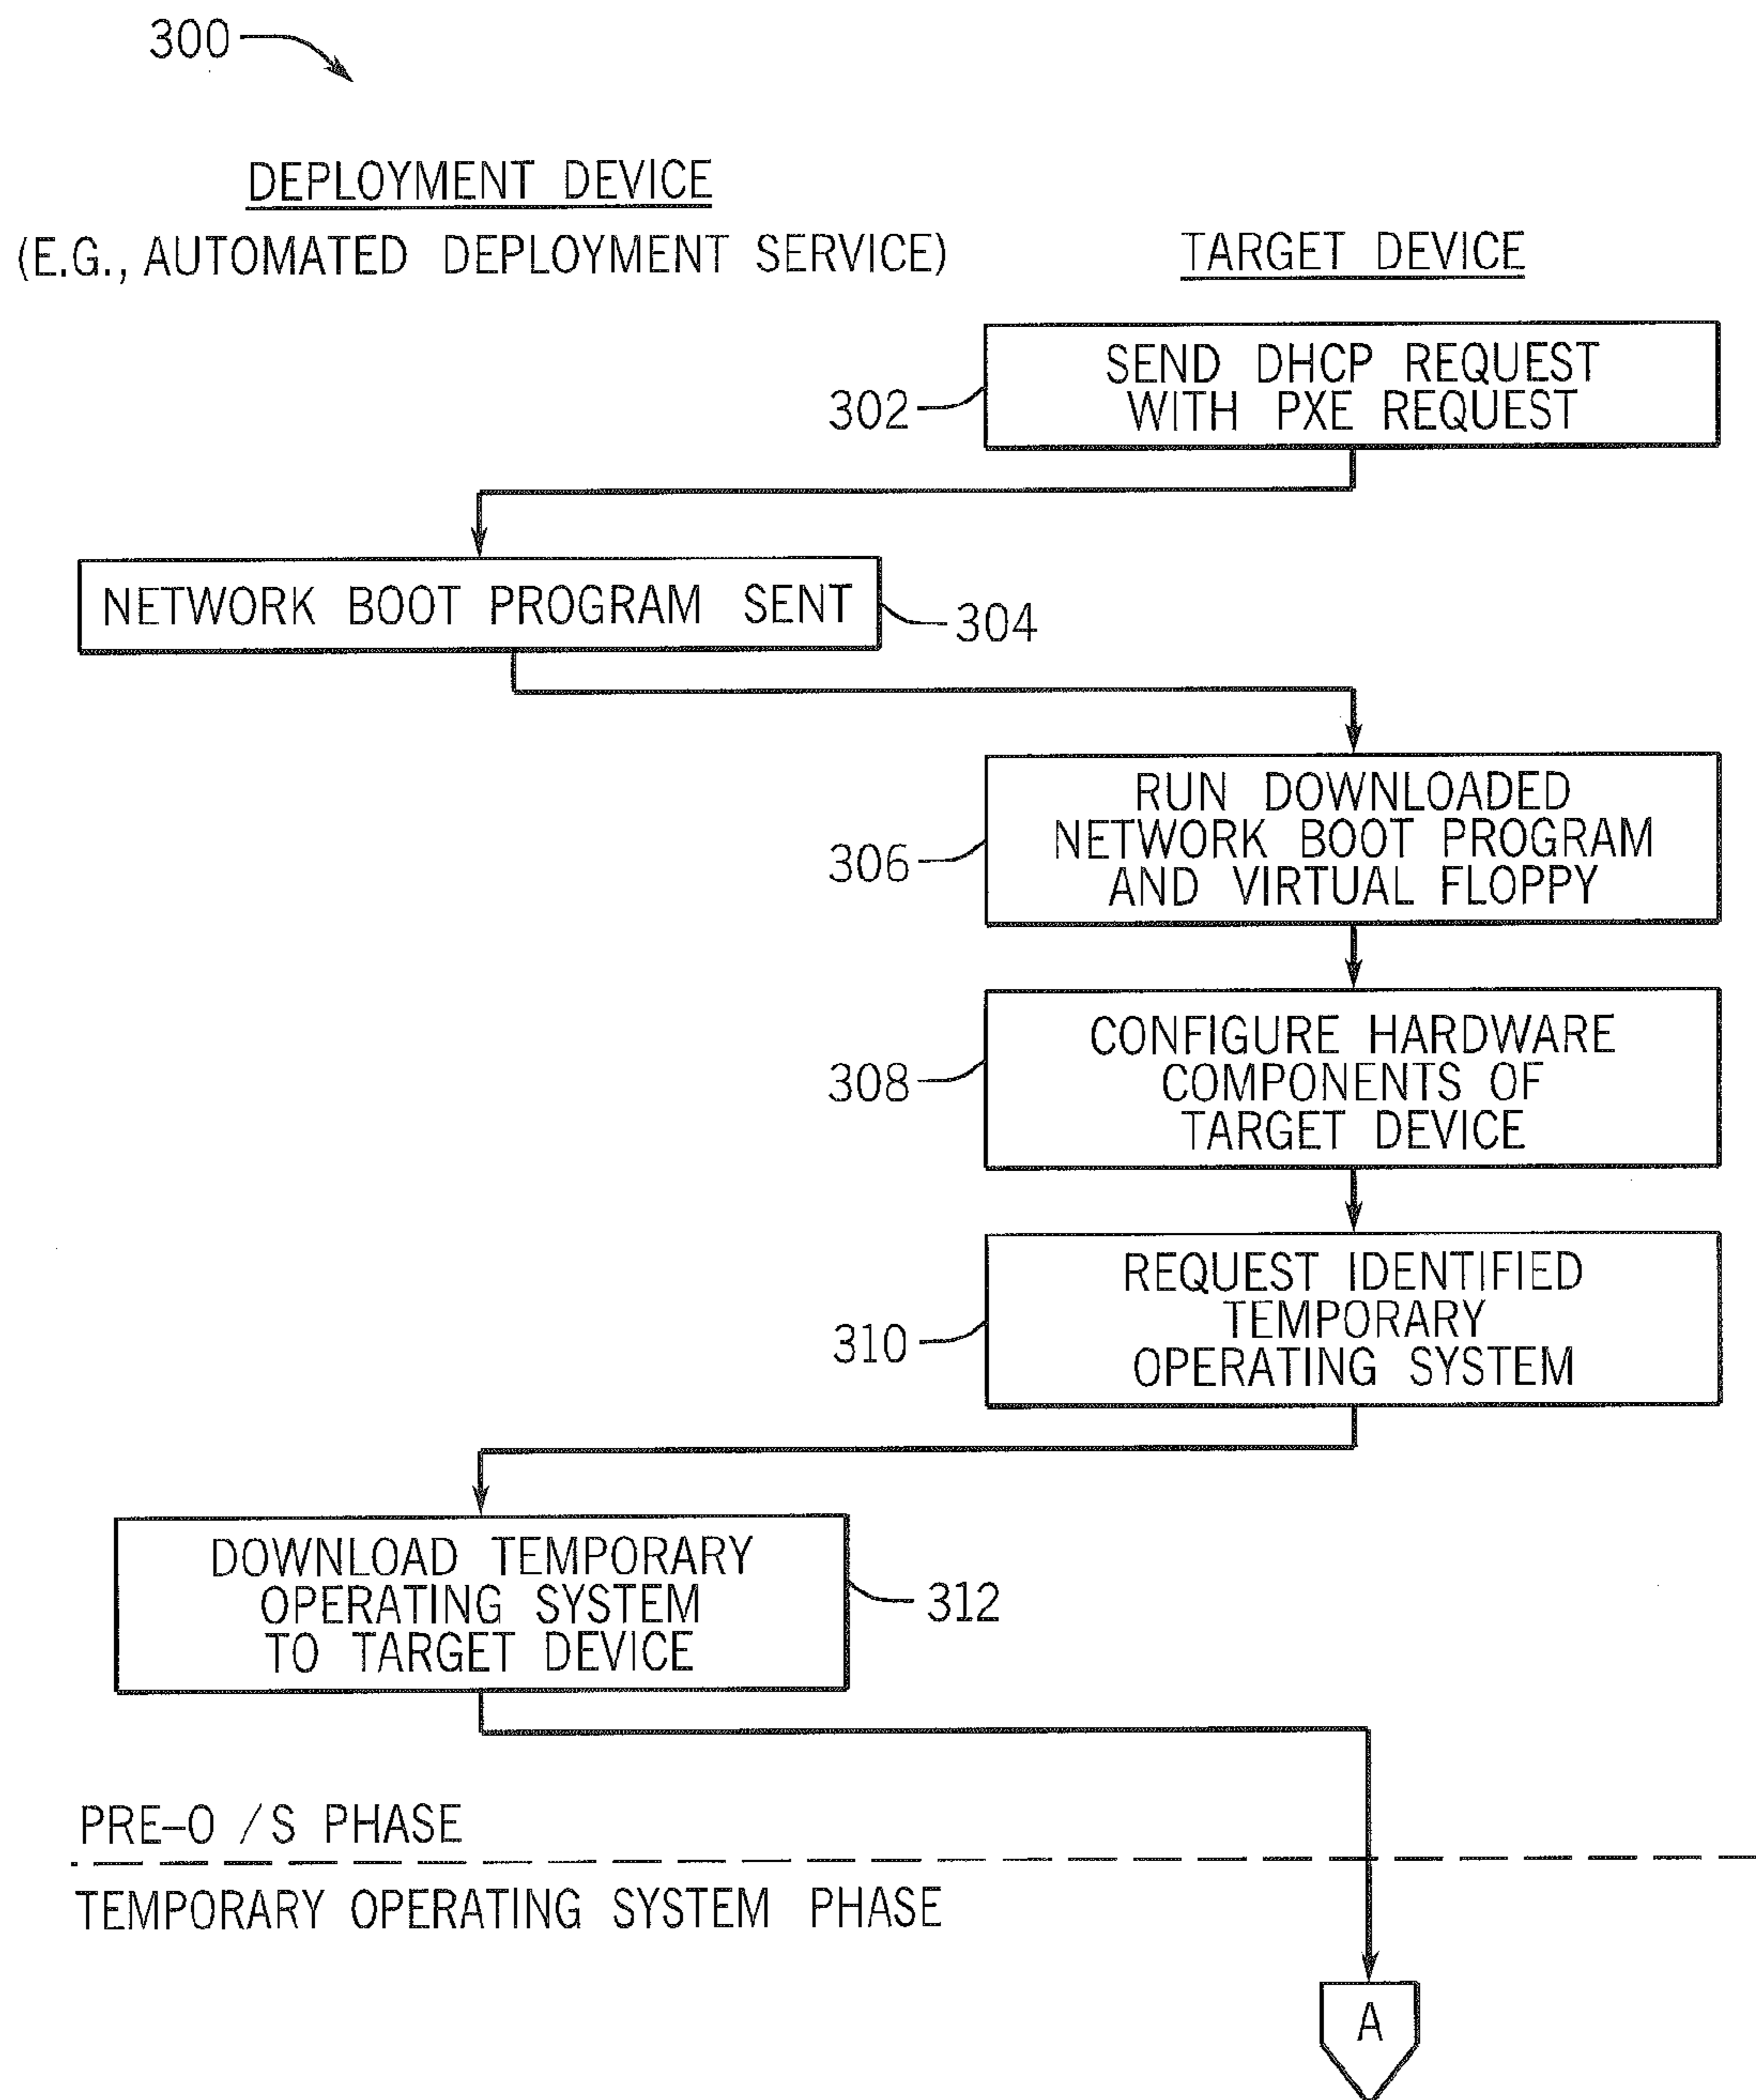 300
DEPLOYMENT DEVICE
(E.G., AUTOMATED DEPLOYMENT SERVICE)
TARGET DEVICE
SEND DHCP REQUEST
WITH PXE REQUEST
302
NETWORK BOOT PROGRAM SENT
304
RUN DOWNLOADED
NETWORK BOOT PROGRAM
AND VIRTUAL FLOPPY
306
CONFIGURE HARDWARE
COMPONENTS OF
TARGET DEVICE
308
REQUEST IDENTIFIED
TEMPORARY
OPERATING SYSTEM
310
DOWNLOAD TEMPORARY
OPERATING SYSTEM
TO TARGET DEVICE
312
PRE-O /S PHASE
TEMPORARY OPERATING SYSTEM PHASE
A